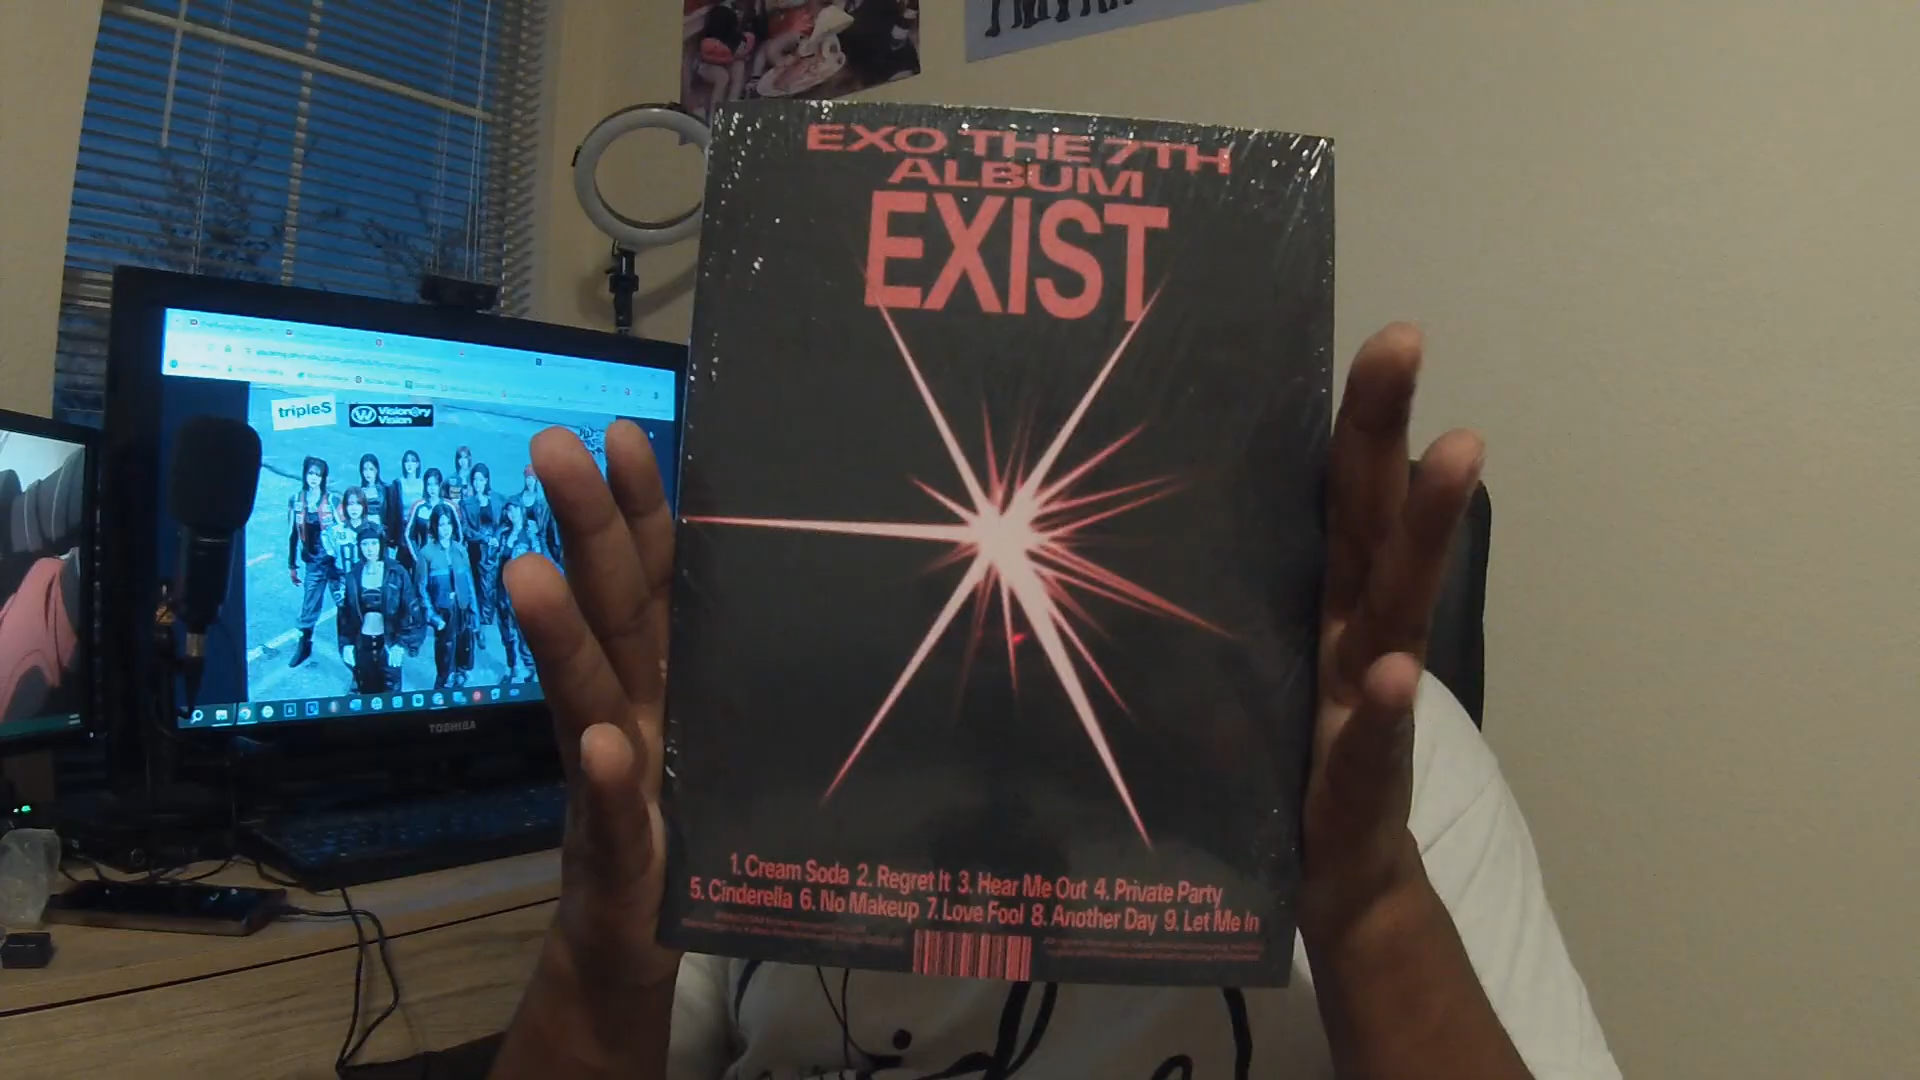 EXO THE 7TH
ALBUM
EXIST
1. Cream Soda 2. Regret It 3. Hear Me Out 4. Private Party
5. Cinderella 6. No Makeup 7. Love Fool 8. Another Day 9. Let Me In
tripleS
Visionary
Vision
TOSHIBA